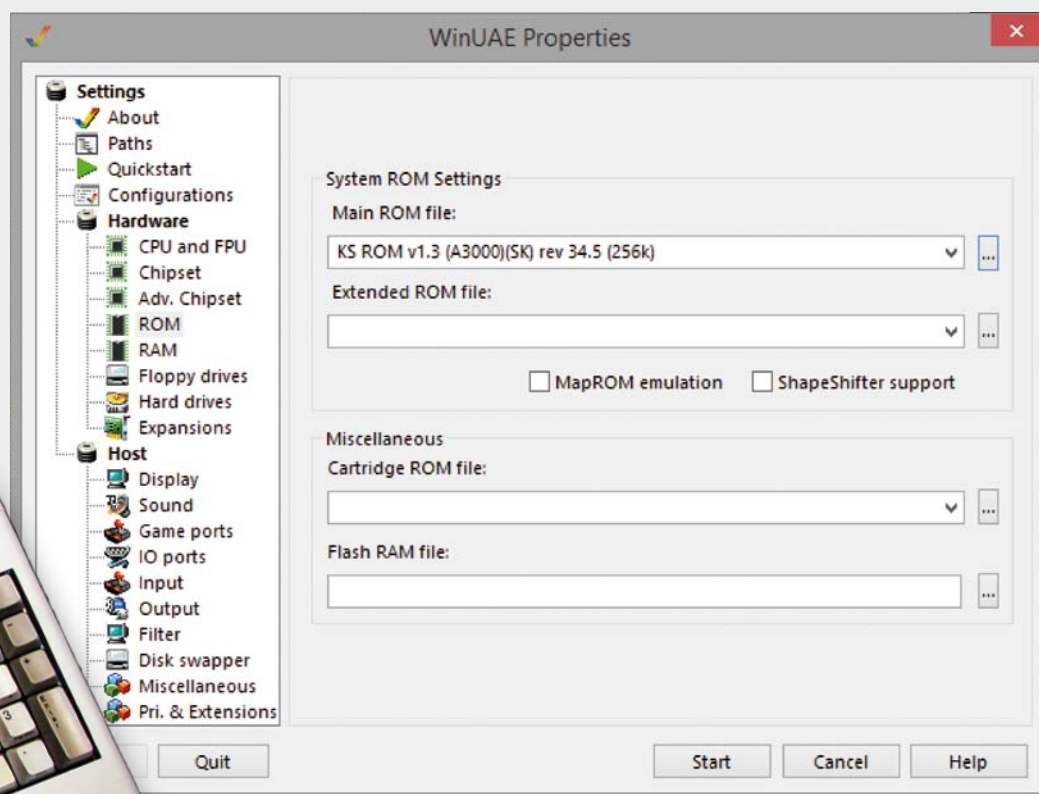 WinUAE Properties
Settings
About
Paths
Quickstart
Configurations
Hardware
CPU and FPU
Chipset
Adv. Chipset
ROM
RAM
Floppy drives
Hard drives
Expansions
Host
Display
Sound
Game ports
IO ports
Input
Output
Filter
Disk swapper
Miscellaneous
Pri. & Extensions
System ROM Settings
Main ROM file:
KS ROM v1.3 (A3000)(SK) rev 34.5 (256k)
...
Extended ROM file:
...
MapROM emulation
ShapeShifter support
Miscellaneous
Cartridge ROM file:
...
Flash RAM file:
...
3
Quit
Start
Cancel
Help